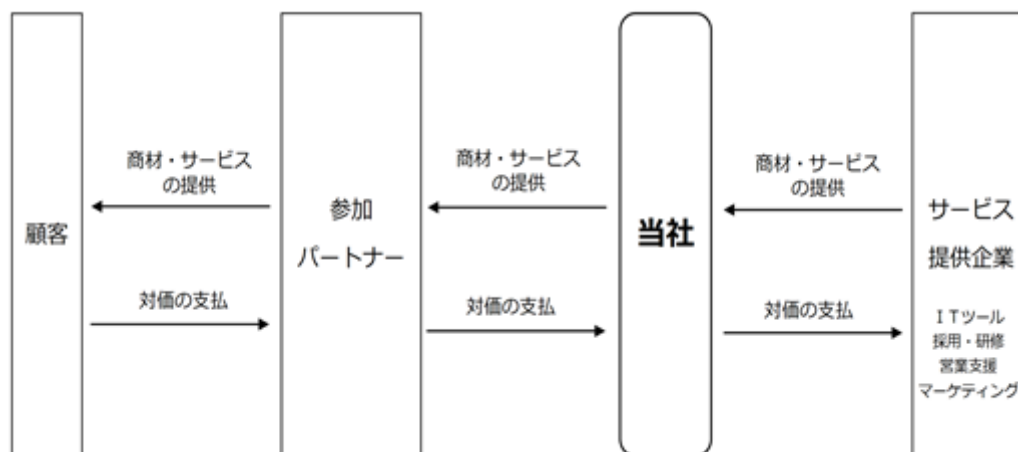 顧客
商材・サービス
の提供
対価の支払
参加
パートナー
商材・サービス
の提供
対価の支払
当社
商材・サービス
の提供
対価の支払
サービス
提供企業
ＩＴツール
採用・研修
営業支援
マーケティング